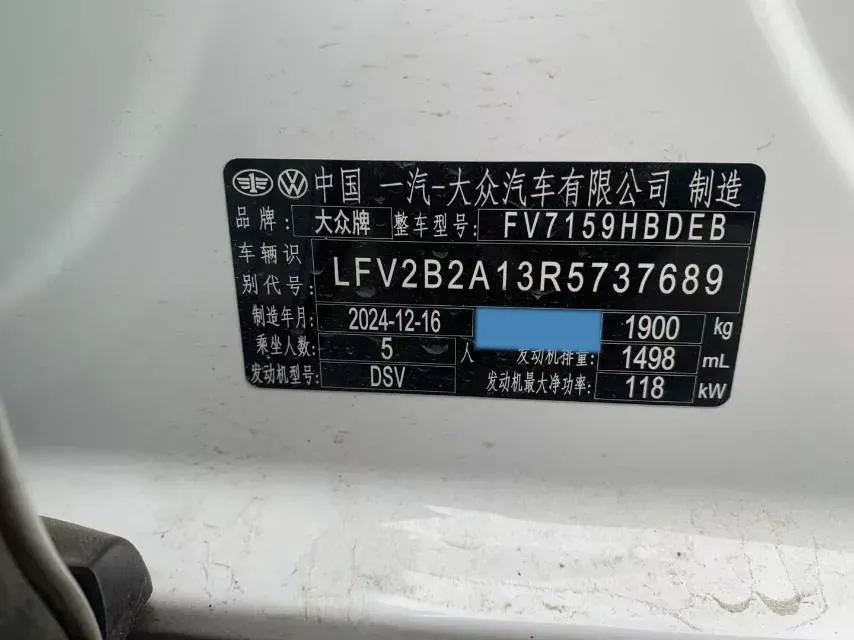 中国 一汽-大众汽车有限公司 制造
品牌: 大众牌 整车型号: FV7159HBDEB
车辆识别代号: LFV2B2A13R5737689
制造年月: 2024-12-16 1900 kg
乘坐人数: 5 人 发动机排量: 1498 mL
发动机型号: DSV 发动机最大净功率: 118 kW